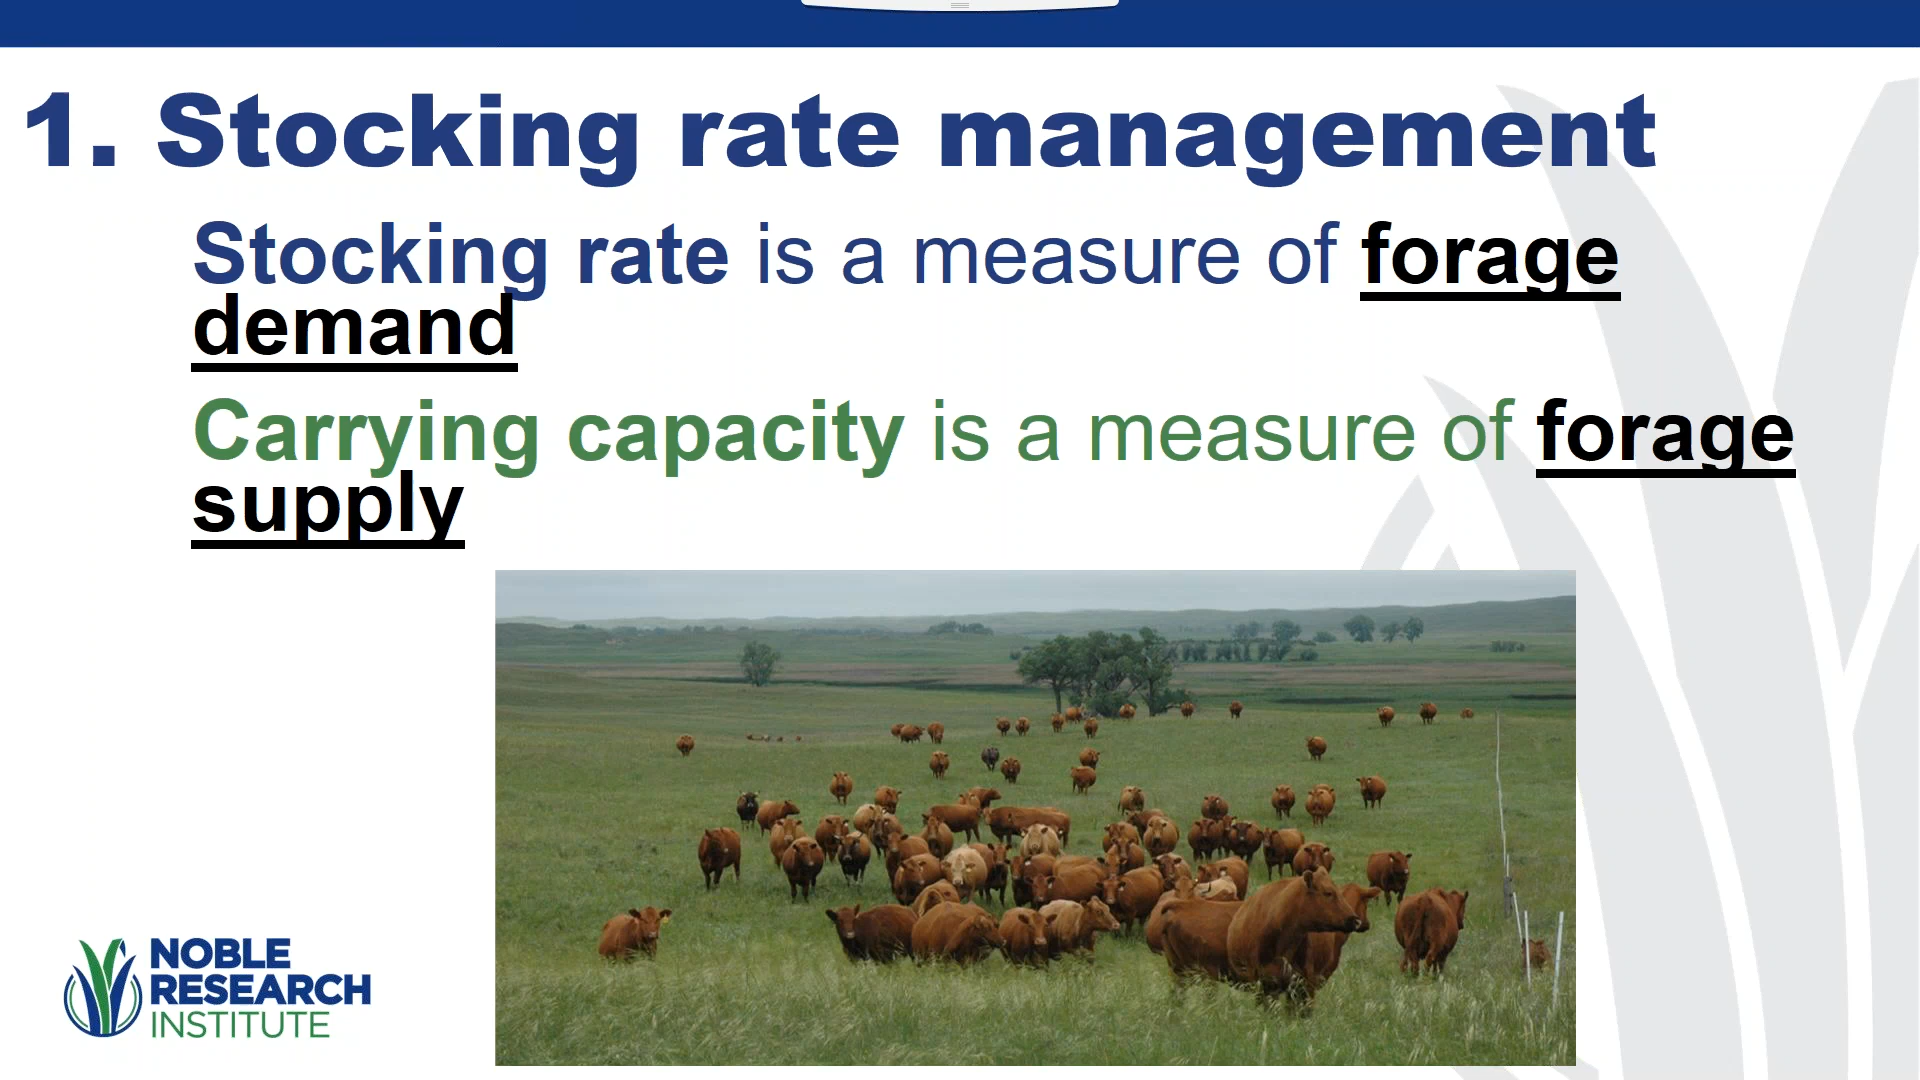 1. Stocking rate management
Stocking rate is a measure of forage
demand
Carrying capacity is a measure of forage
supply
NOBLE
RESEARCH
INSTITUTE